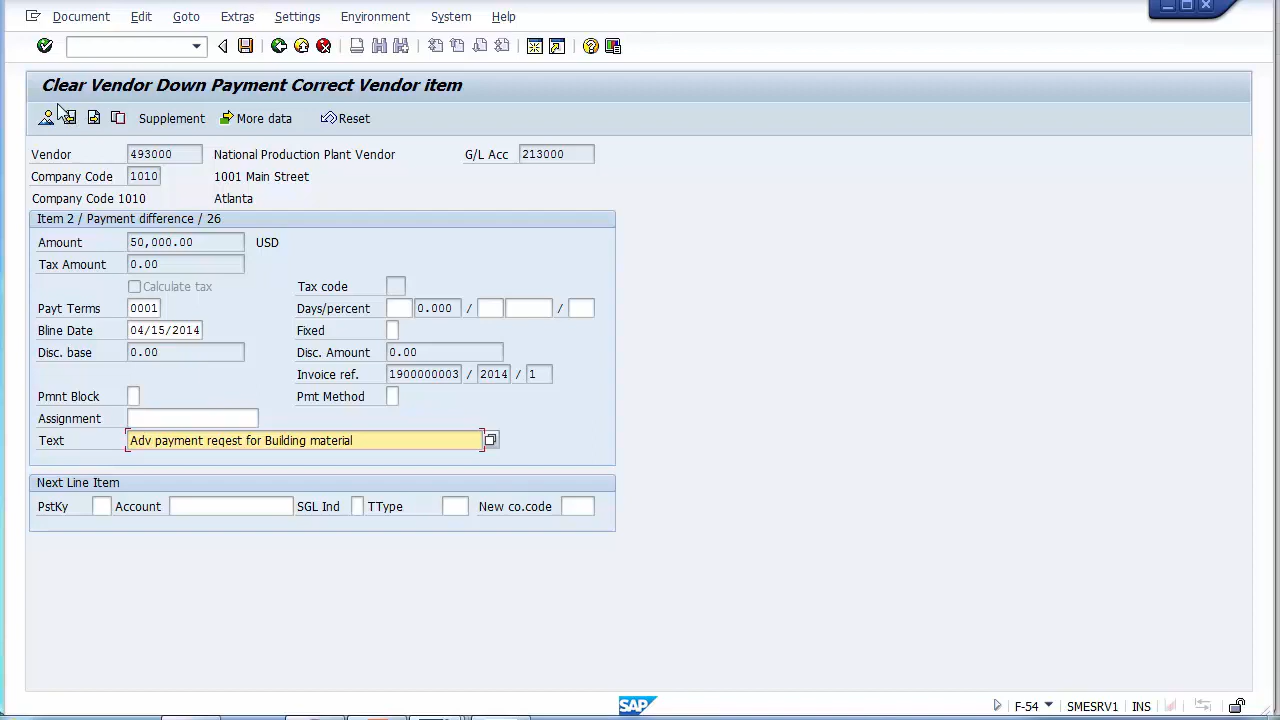 Document Edit Goto Extras Settings Environment System Help
Clear Vendor Down Payment Correct Vendor item
Supplement More data Reset
Vendor 493000 National Production Plant Vendor G/L Acc 213000
Company Code 1010 1001 Main Street
Company Code 1010 Atlanta
Item 2 / Payment difference / 26
Amount 50,000.00 USD
Tax Amount 0.00
Calculate tax Tax code
Payt Terms 0001 Days/percent 0.000 / /
Bline Date 04/15/2014 Fixed
Disc. base 0.00 Disc. Amount 0.00
Invoice ref. 1900000003 / 2014 / 1
Pmnt Block Pmt Method
Assignment
Text Adv payment reqest for Building material
Next Line Item
PstKy Account SGL Ind TType New co.code
SAP F-54 SMESRV1 INS